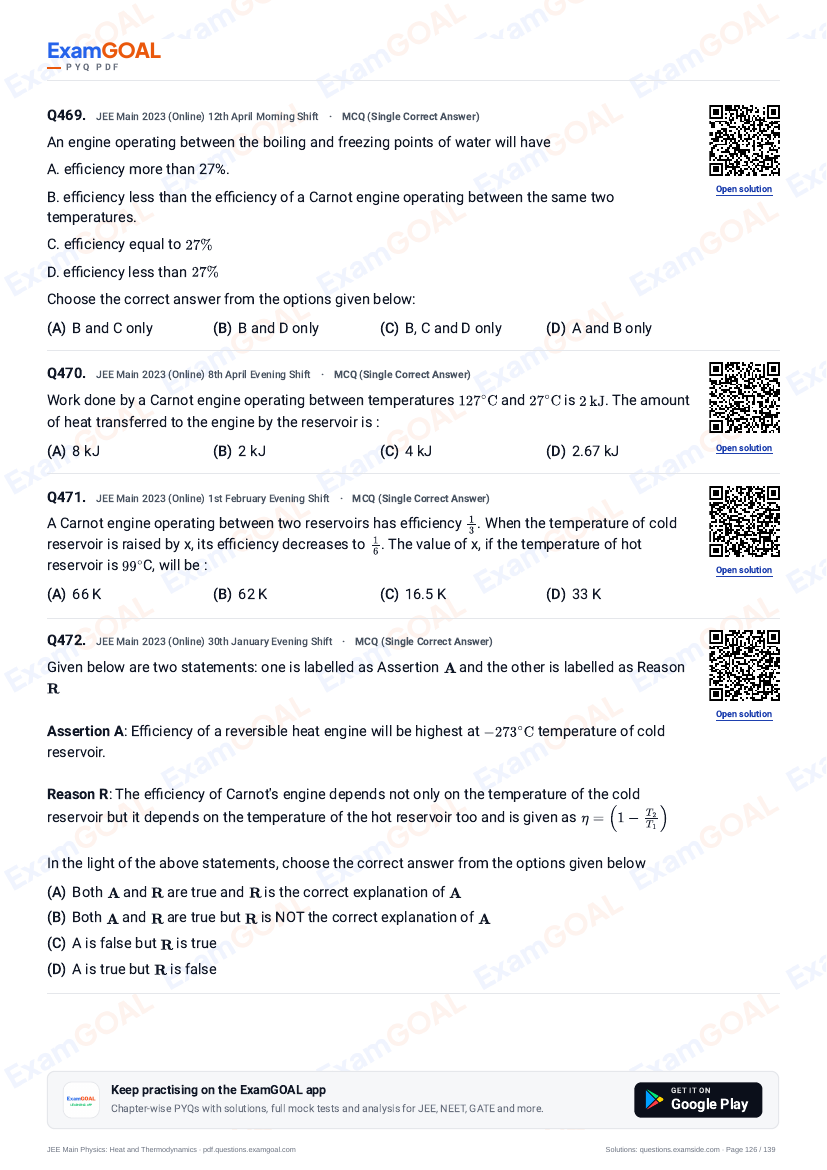 ExamGOAL
PYQ PDF
Q469. JEE Main 2023 (Online) 12th April Morning Shift · MCQ (Single Correct Answer)
An engine operating between the boiling and freezing points of water will have
A. efficiency more than 27%.
B. efficiency less than the efficiency of a Carnot engine operating between the same two
temperatures.
C. efficiency equal to 27%
D. efficiency less than 27%
Choose the correct answer from the options given below:
(A) B and C only (B) B and D only (C) B, C and D only (D) A and B only
Open solution
Q470. JEE Main 2023 (Online) 8th April Evening Shift · MCQ (Single Correct Answer)
Work done by a Carnot engine operating between temperatures 127°C and 27°C is 2 kJ. The amount
of heat transferred to the engine by the reservoir is :
(A) 8 kJ (B) 2 kJ (C) 4 kJ (D) 2.67 kJ
Open solution
Q471. JEE Main 2023 (Online) 1st February Evening Shift · MCQ (Single Correct Answer)
A Carnot engine operating between two reservoirs has efficiency 1/3. When the temperature of cold
reservoir is raised by x, its efficiency decreases to 1/6. The value of x, if the temperature of hot
reservoir is 99°C, will be :
(A) 66 K (B) 62 K (C) 16.5 K (D) 33 K
Open solution
Q472. JEE Main 2023 (Online) 30th January Evening Shift · MCQ (Single Correct Answer)
Given below are two statements: one is labelled as Assertion A and the other is labelled as Reason
R
Assertion A: Efficiency of a reversible heat engine will be highest at −273°C temperature of cold
reservoir.
Reason R: The efficiency of Carnot's engine depends not only on the temperature of the cold
reservoir but it depends on the temperature of the hot reservoir too and is given as η = (1 − T₂/T₁)
In the light of the above statements, choose the correct answer from the options given below
(A) Both A and R are true and R is the correct explanation of A
(B) Both A and R are true but R is NOT the correct explanation of A
(C) A is false but R is true
(D) A is true but R is false
Open solution
Keep practising on the ExamGOAL app
Chapter-wise PYQs with solutions, full mock tests and analysis for JEE, NEET, GATE and more.
GET IT ON
Google Play
JEE Main Physics: Heat and Thermodynamics · pdf.questions.examgoal.com
Solutions: questions.examside.com · Page 126 / 139